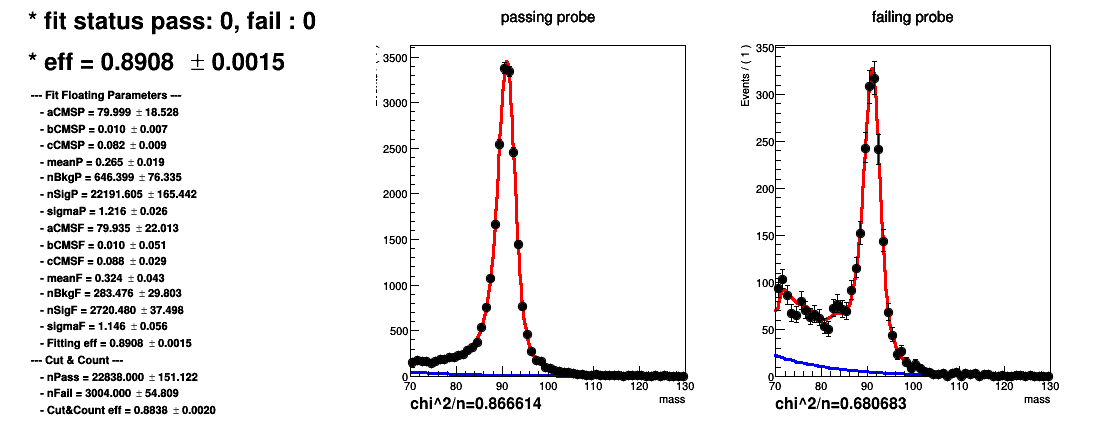 * fit status pass: 0, fail : 0
* eff = 0.8908 ± 0.0015
--- Fit Floating Parameters ---
- aCMSP = 79.999 ± 18.528
- bCMSP = 0.010 ± 0.007
- cCMSP = 0.082 ± 0.009
- meanP = 0.265 ± 0.019
- nBkgP = 646.399 ± 76.335
- nSigP = 22191.605 ± 165.442
- sigmaP = 1.216 ± 0.026
- aCMSF = 79.935 ± 22.013
- bCMSF = 0.010 ± 0.051
- cCMSF = 0.088 ± 0.029
- meanF = 0.324 ± 0.043
- nBkgF = 283.476 ± 29.803
- nSigF = 2720.480 ± 37.498
- sigmaF = 1.146 ± 0.056
- Fitting eff = 0.8908 ± 0.0015
--- Cut & Count ---
- nPass = 22838.000 ± 151.122
- nFail = 3004.000 ± 54.809
- Cut&Count eff = 0.8838 ± 0.0020
passing probe
3500
3000
2500
2000
1500
1000
500
0
70 80 90 100 110 120 130
mass
chi^2/n=0.866614
failing probe
Events / ( 1 )
350
300
250
200
150
100
50
0
70 80 90 100 110 120 130
mass
chi^2/n=0.680683